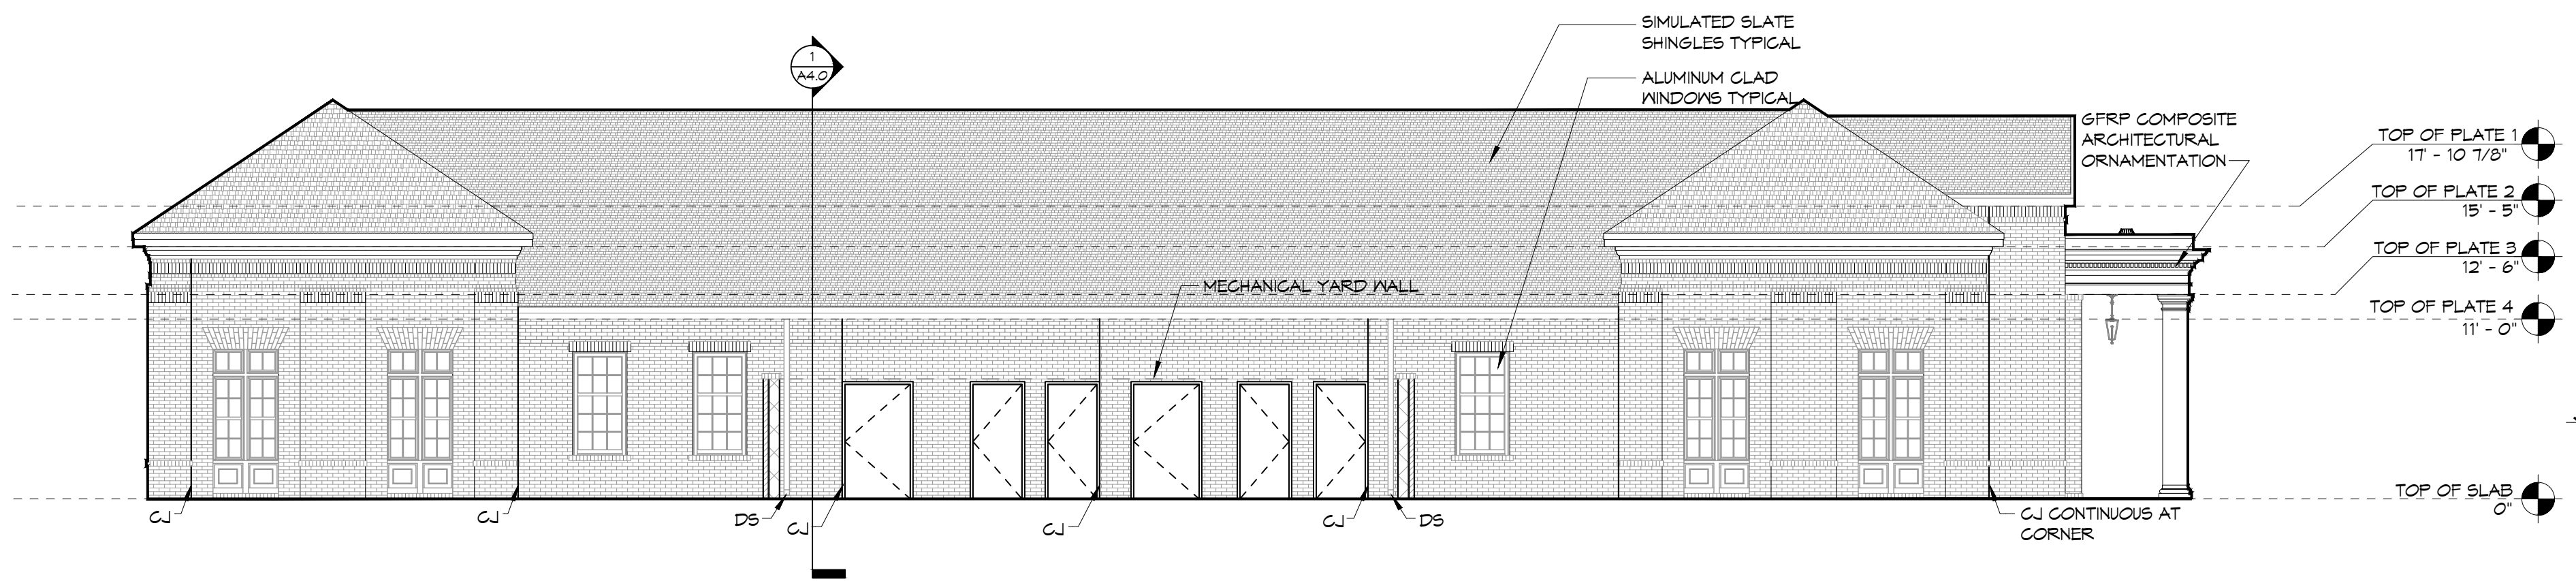 SIMULATED SLATE
SHINGLES TYPICAL
1
A4.0
ALUMINUM CLAD
WINDOWS TYPICAL
GFRP COMPOSITE
ARCHITECTURAL
ORNAMENTATION
TOP OF PLATE 1
17' - 10 7/8"
TOP OF PLATE 2
15' - 5"
TOP OF PLATE 3
12' - 6"
MECHANICAL YARD WALL
TOP OF PLATE 4
11' - 0"
TOP OF SLAB
0"
CJ
CJ
DS
CJ
CJ
CJ
DS
CJ CONTINUOUS AT
CORNER